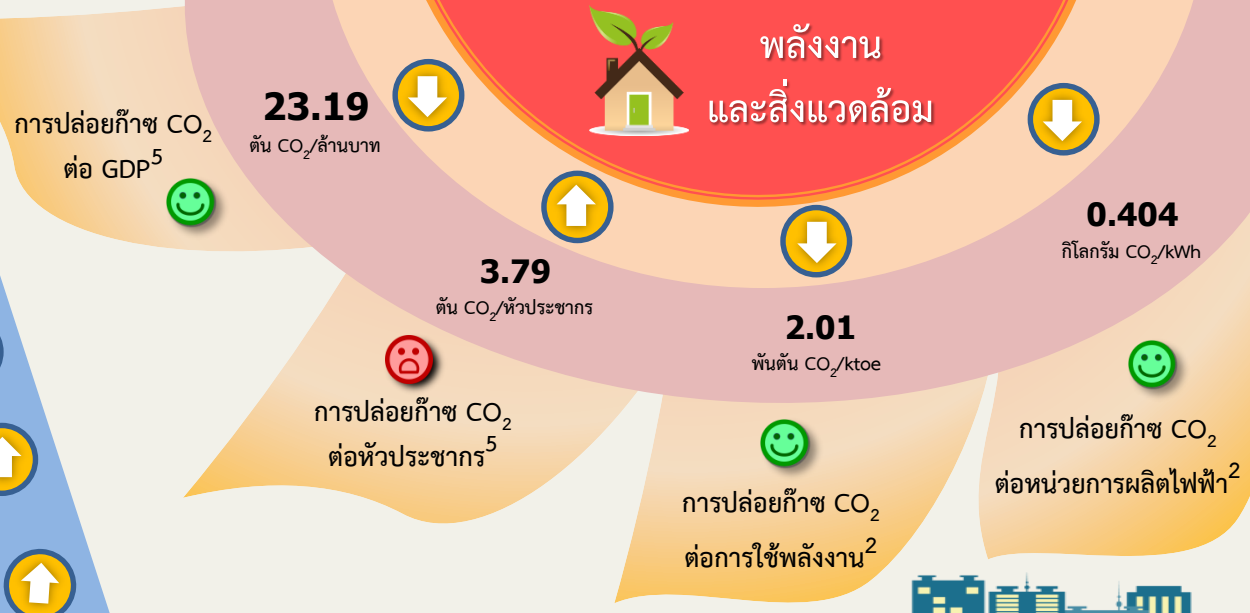 พลังงาน
และสิ่งแวดล้อม
การปล่อยก๊าซ CO2
ต่อ GDP5
23.19
ตัน CO2/ล้านบาท
3.79
ตัน CO2/หัวประชากร
การปล่อยก๊าซ CO2
ต่อหัวประชากร5
2.01
พันตัน CO2/ktoe
การปล่อยก๊าซ CO2
ต่อการใช้พลังงาน2
0.404
กิโลกรัม CO2/kWh
การปล่อยก๊าซ CO2
ต่อหน่วยการผลิตไฟฟ้า2